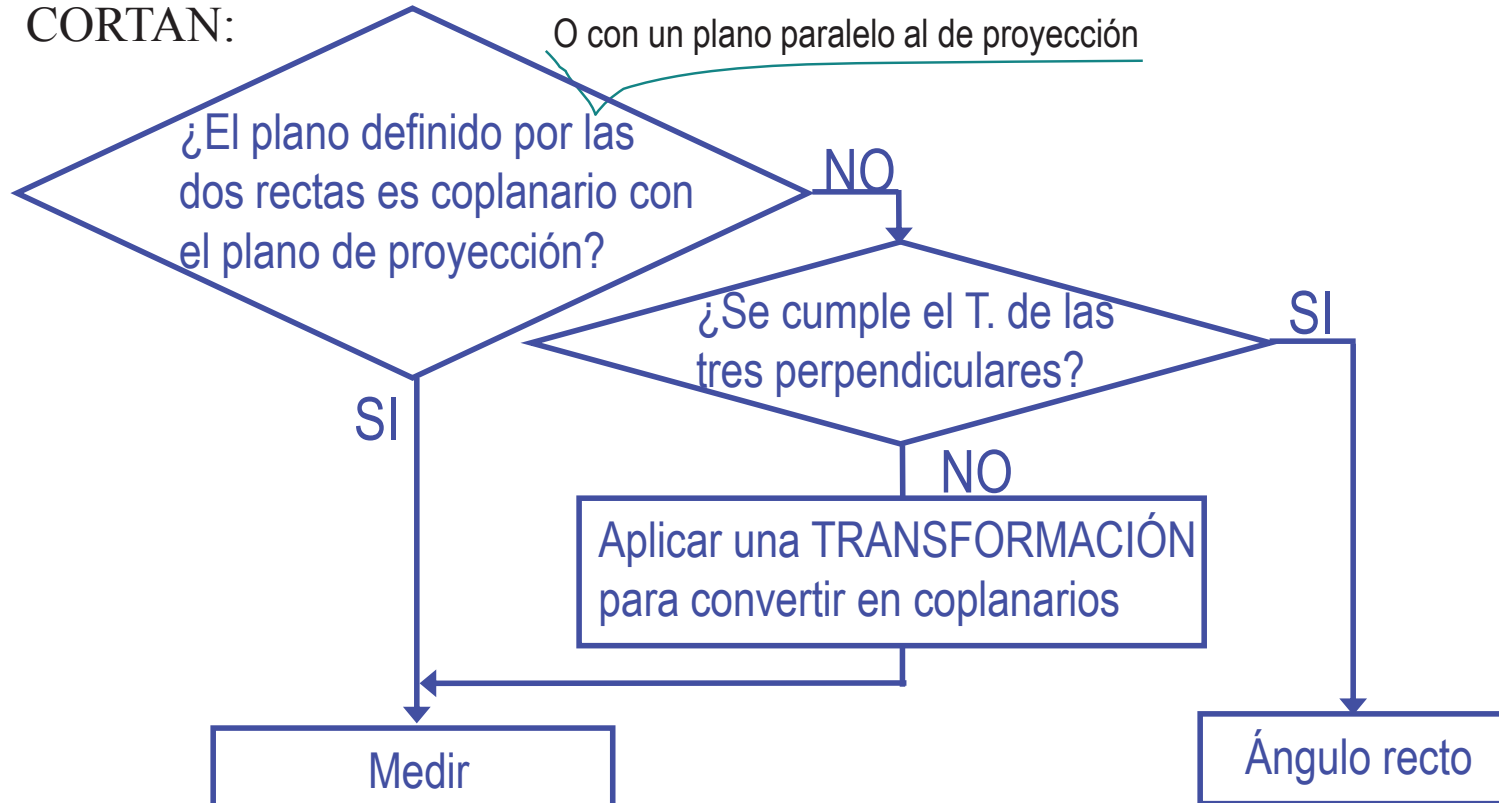 CORTAN:
O con un plano paralelo al de proyección
¿El plano definido por las
dos rectas es coplanario con
el plano de proyección?
NO
¿Se cumple el T. de las
tres perpendiculares?
SI
SI
NO
Aplicar una TRANSFORMACIÓN
para convertir en coplanarios
Medir
Ángulo recto